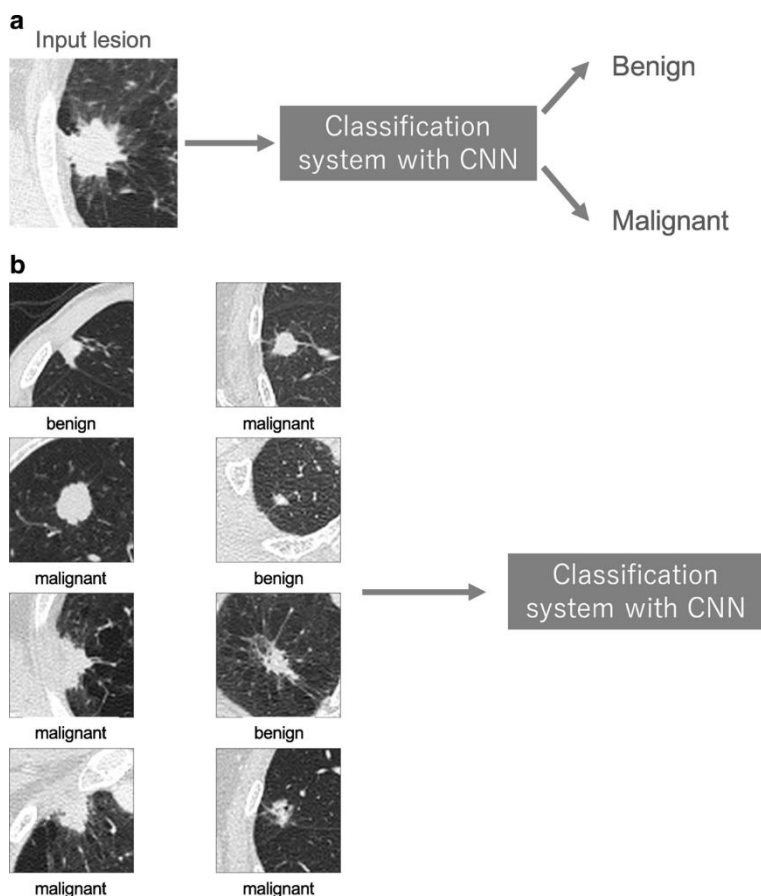 a
Input lesion
Classification
system with CNN
Benign
Malignant
b
benign
malignant
malignant
benign
Classification
system with CNN
malignant
benign
malignant
malignant